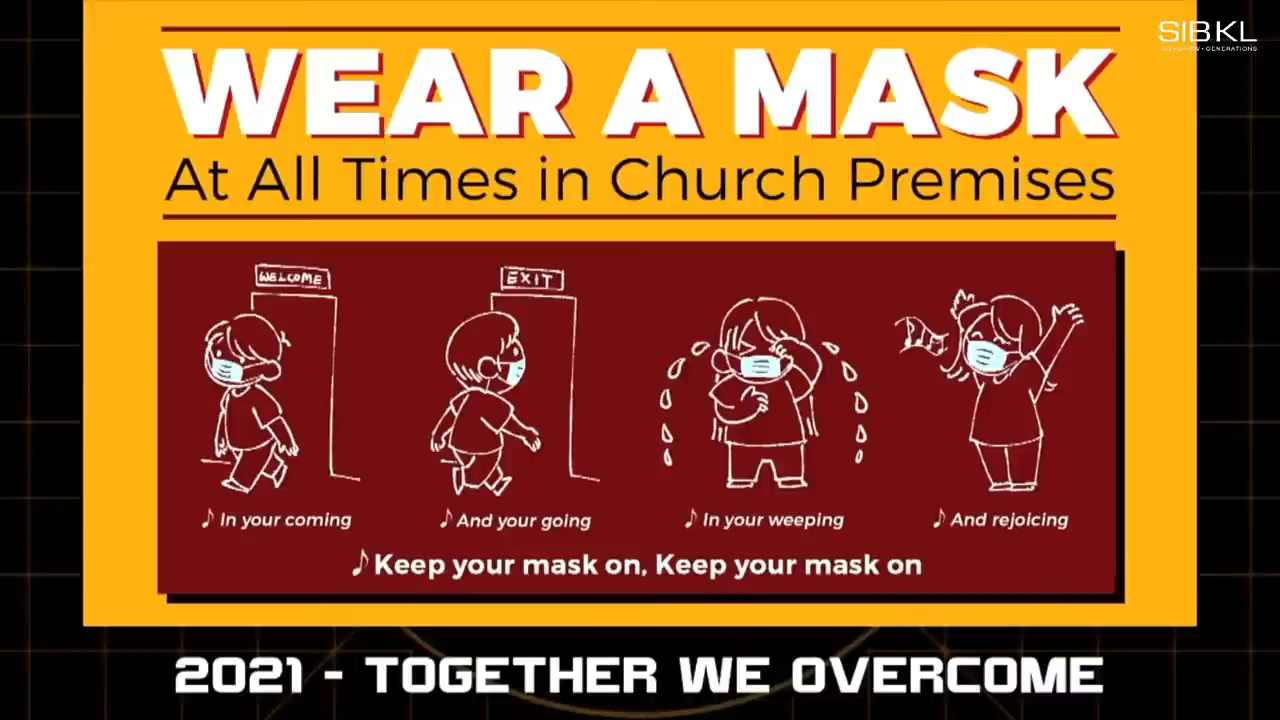 SIBKL
WEAR A MASK
At All Times in Church Premises
WELCOME
EXIT
♪ In your coming
♪ And your going
♪ In your weeping
♪ And rejoicing
♪ Keep your mask on, Keep your mask on
2021 - TOGETHER WE OVERCOME